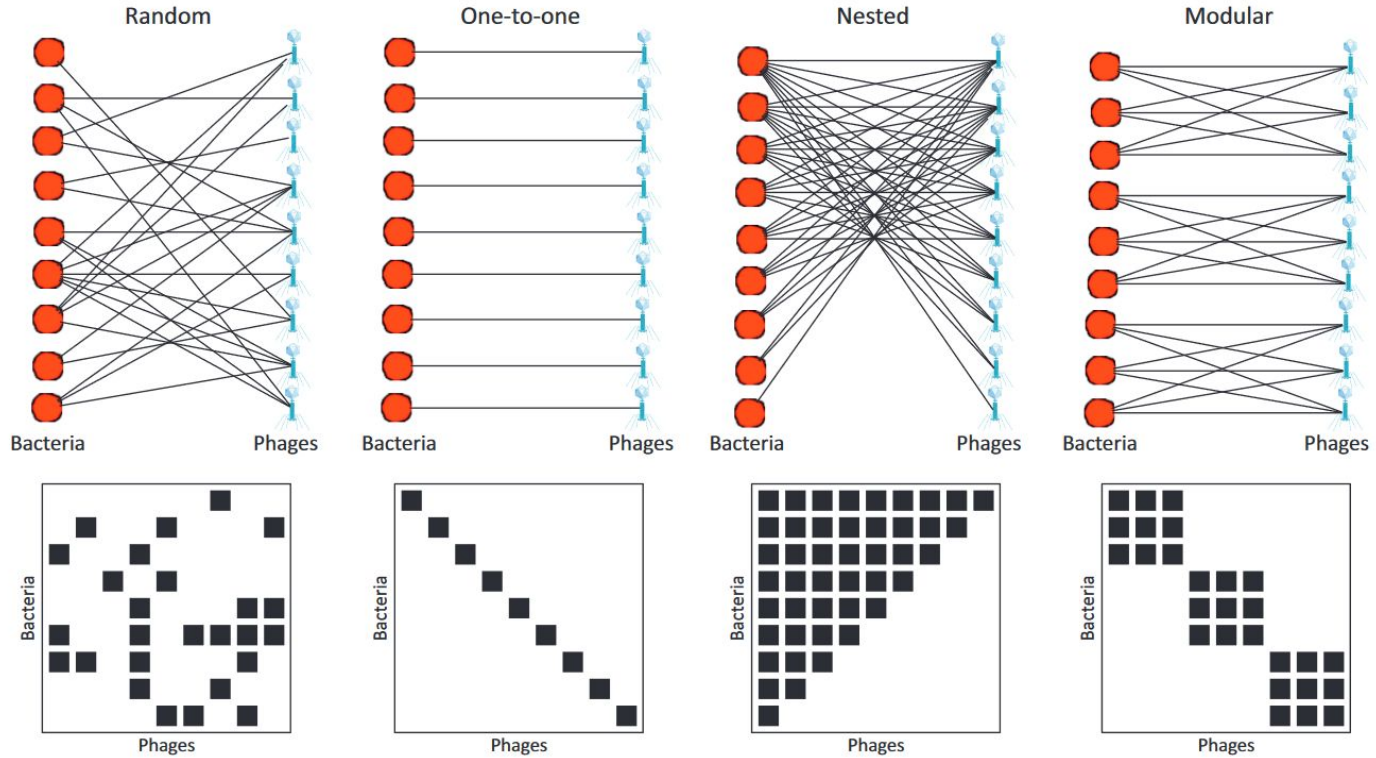 Random One-to-one Nested Modular
Bacteria Phages Bacteria Phages Bacteria Phages Bacteria Phages
Bacteria Bacteria Bacteria Bacteria
Phages Phages Phages Phages